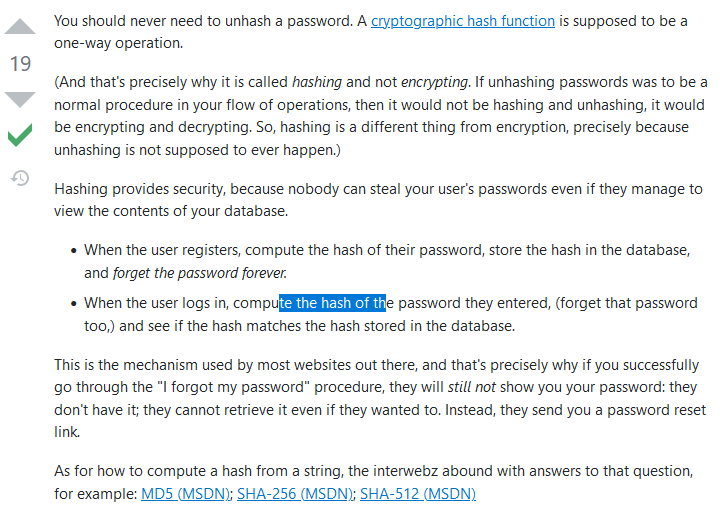 You should never need to unhash a password. A cryptographic hash function is supposed to be a
one-way operation.
19
(And that's precisely why it is called hashing and not encrypting. If unhashing passwords was to be a
normal procedure in your flow of operations, then it would not be hashing and unhashing, it would
be encrypting and decrypting. So, hashing is a different thing from encryption, precisely because
unhashing is not supposed to ever happen.)
Hashing provides security, because nobody can steal your user's passwords even if they manage to
view the contents of your database.
• When the user registers, compute the hash of their password, store the hash in the database,
and forget the password forever.
• When the user logs in, compute the hash of the password they entered, (forget that password
too,) and see if the hash matches the hash stored in the database.
This is the mechanism used by most websites out there, and that's precisely why if you successfully
go through the "I forgot my password" procedure, they will still not show you your password: they
don't have it; they cannot retrieve it even if they wanted to. Instead, they send you a password reset
link.
As for how to compute a hash from a string, the interwebz abound with answers to that question,
for example: MD5 (MSDN); SHA-256 (MSDN); SHA-512 (MSDN)